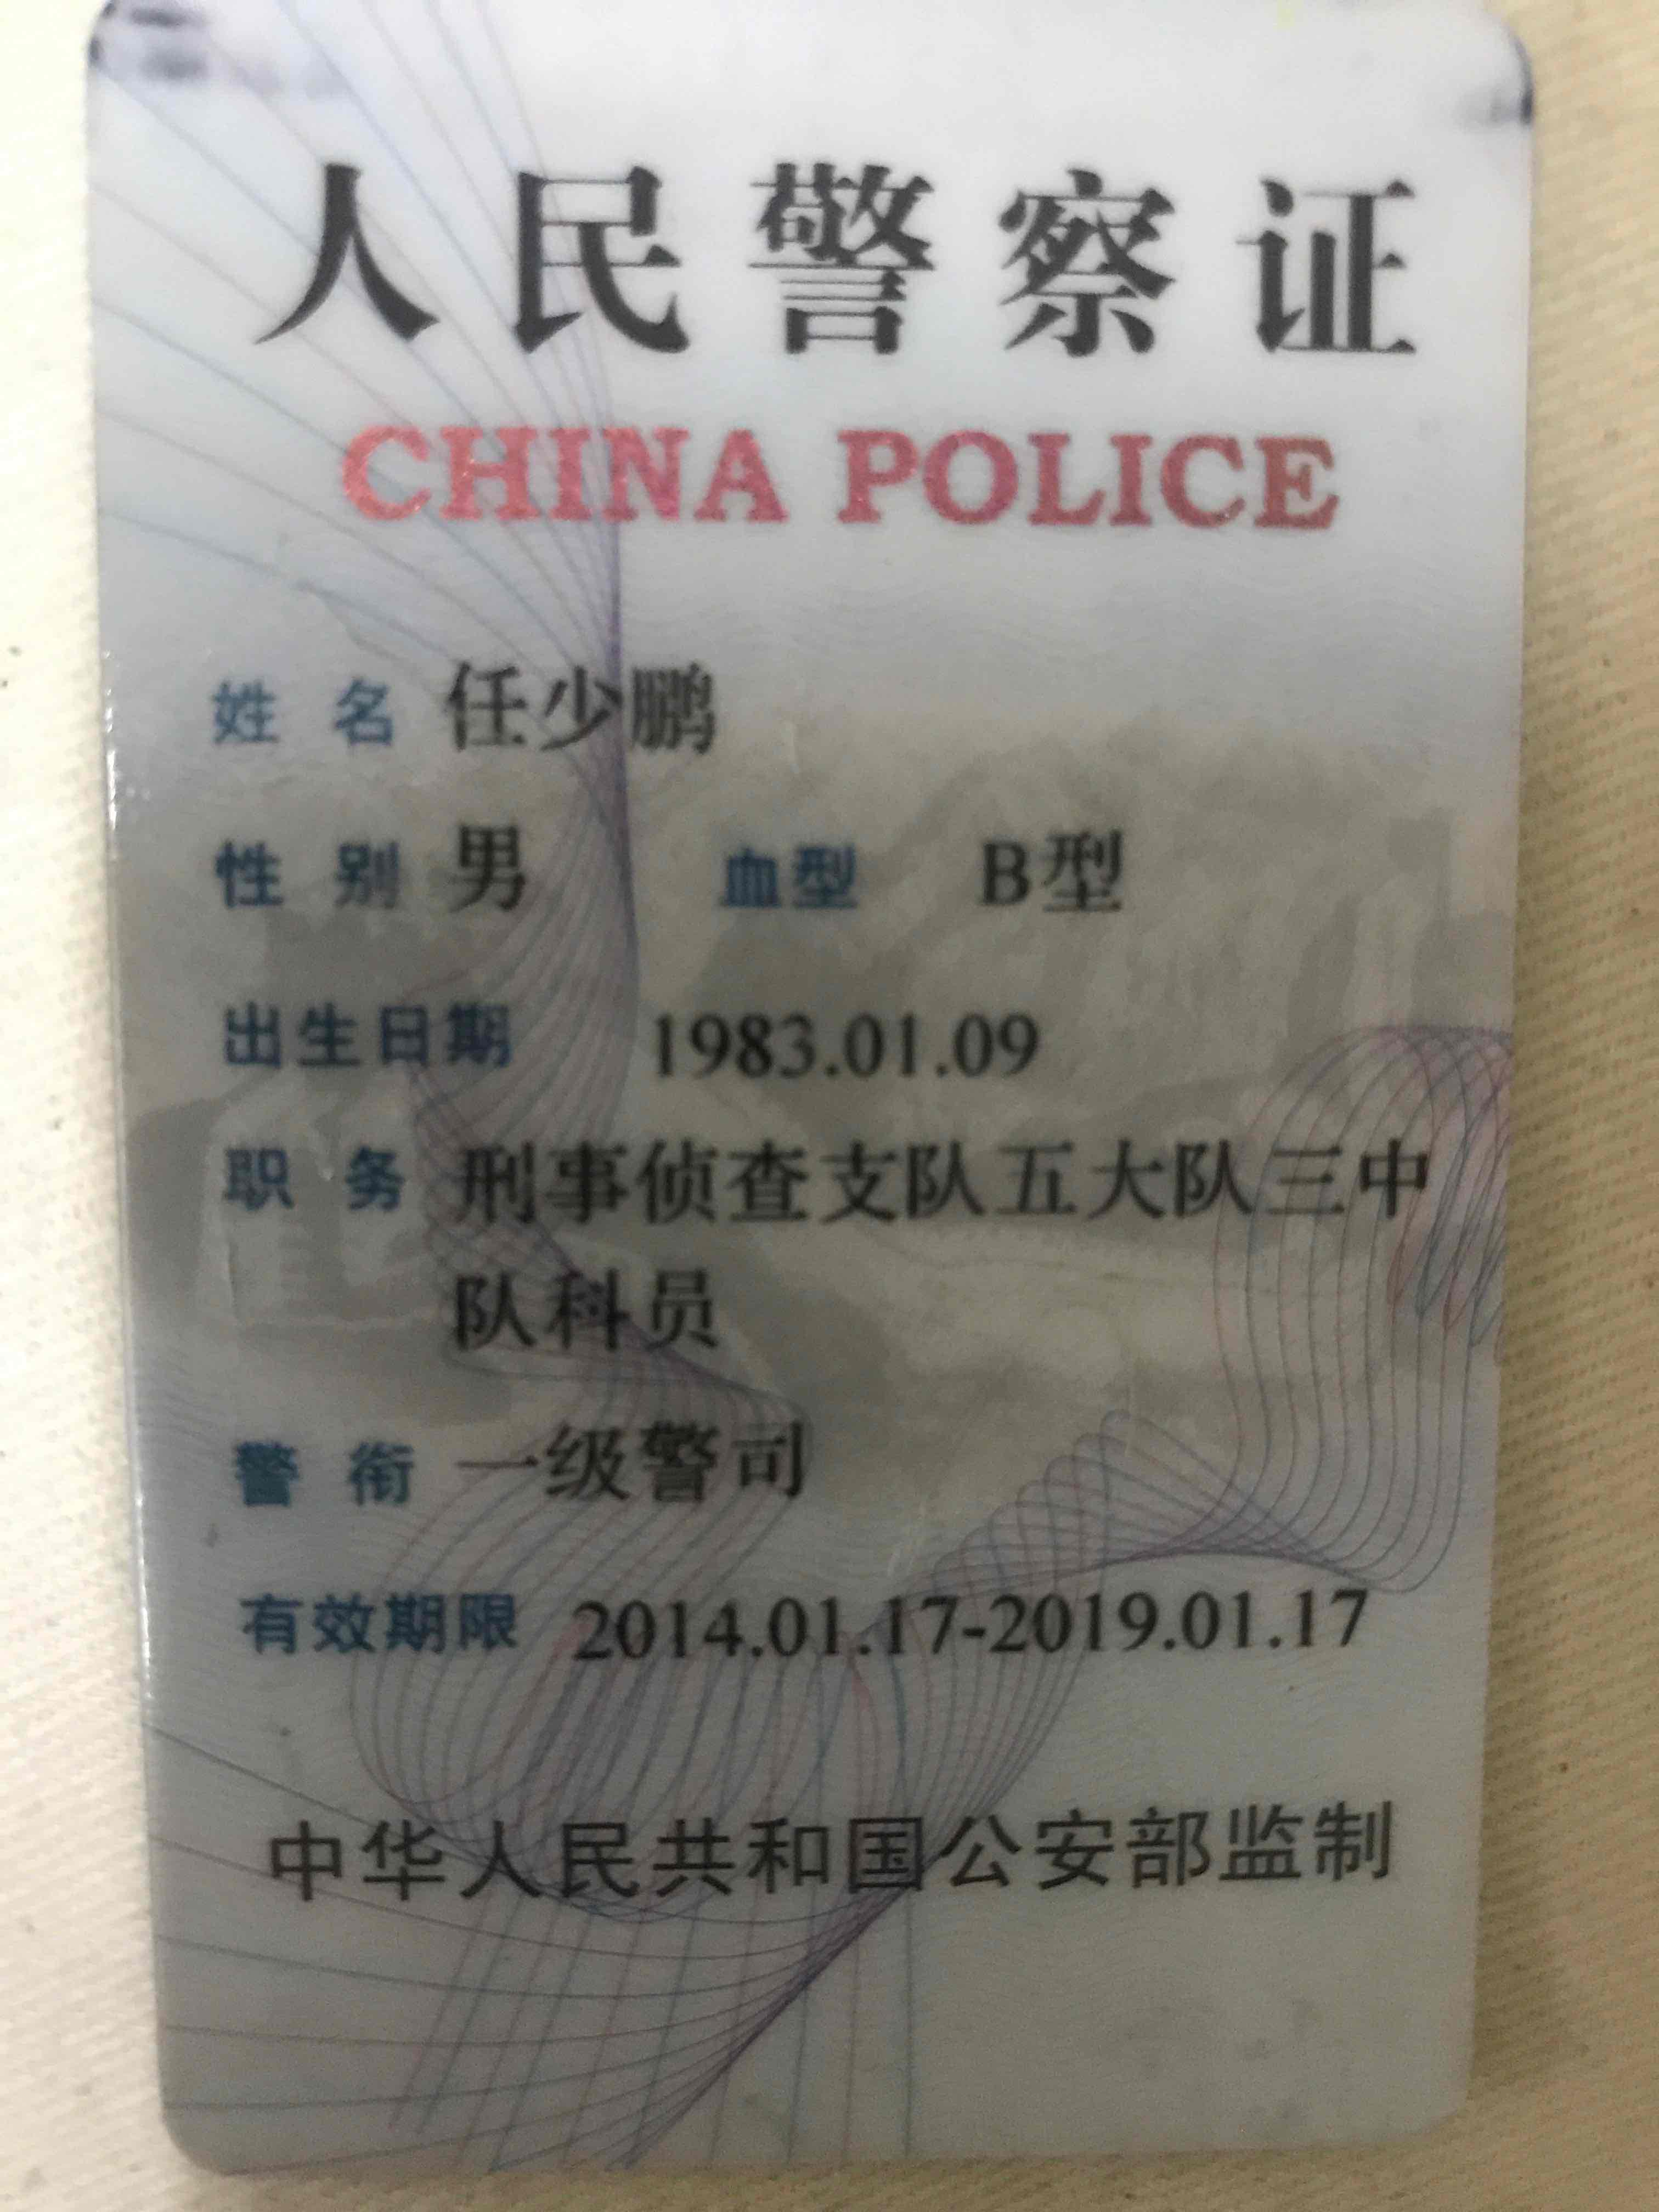 人民警察证
CHINA POLICE
姓 名 任少鹏
性 别 男 血型 B型
出生日期 1983.01.09
职 务 刑事侦查支队五大队三中
队科员
警 衔 一级警司
有效期限 2014.01.17-2019.01.17
中华人民共和国公安部监制